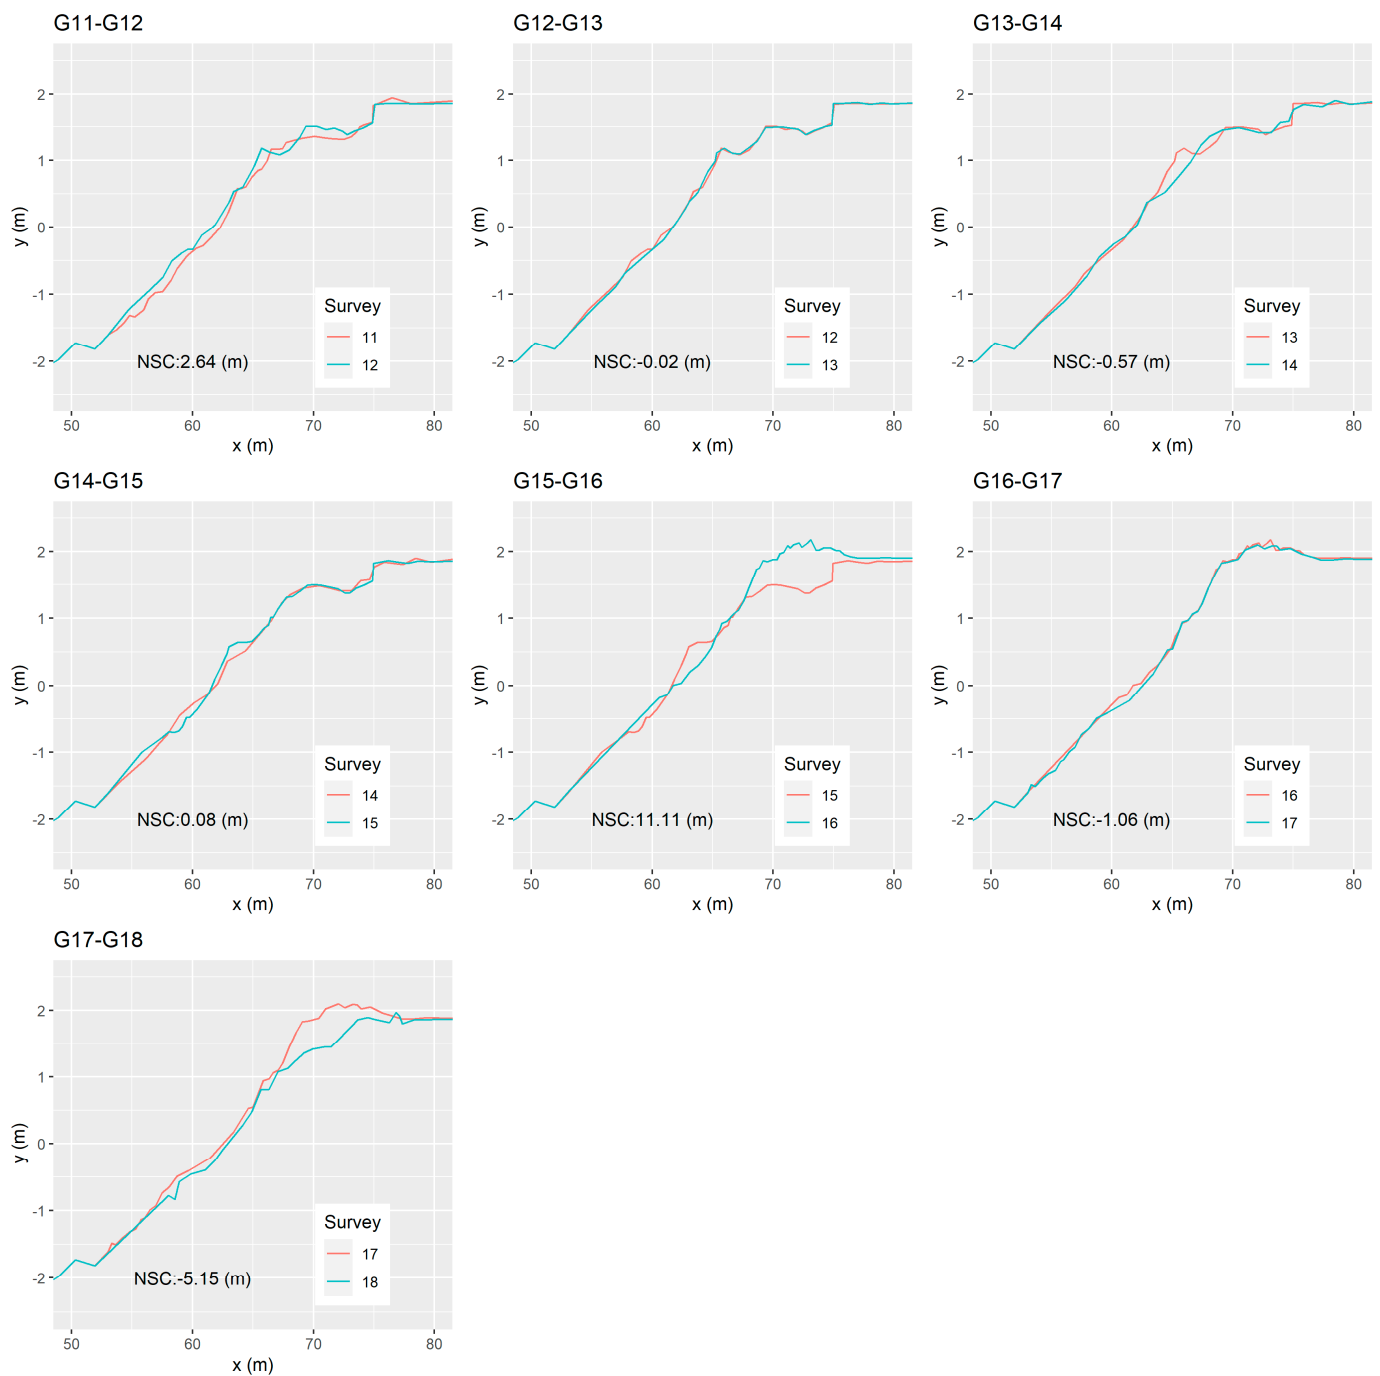 G11-G12
G12-G13
G13-G14
2
1
0
-1
-2
y (m)
50
60
70
80
x (m)
Survey
11
12
NSC:2.64 (m)
2
1
0
-1
-2
y (m)
50
60
70
80
x (m)
Survey
12
13
NSC:-0.02 (m)
2
1
0
-1
-2
y (m)
50
60
70
80
x (m)
Survey
13
14
NSC:-0.57 (m)
G14-G15
G15-G16
G16-G17
2
1
0
-1
-2
y (m)
50
60
70
80
x (m)
Survey
14
15
NSC:0.08 (m)
2
1
0
-1
-2
y (m)
50
60
70
80
x (m)
Survey
15
16
NSC:11.11 (m)
2
1
0
-1
-2
y (m)
50
60
70
80
x (m)
Survey
16
17
NSC:-1.06 (m)
G17-G18
2
1
0
-1
-2
y (m)
50
60
70
80
x (m)
Survey
17
18
NSC:-5.15 (m)